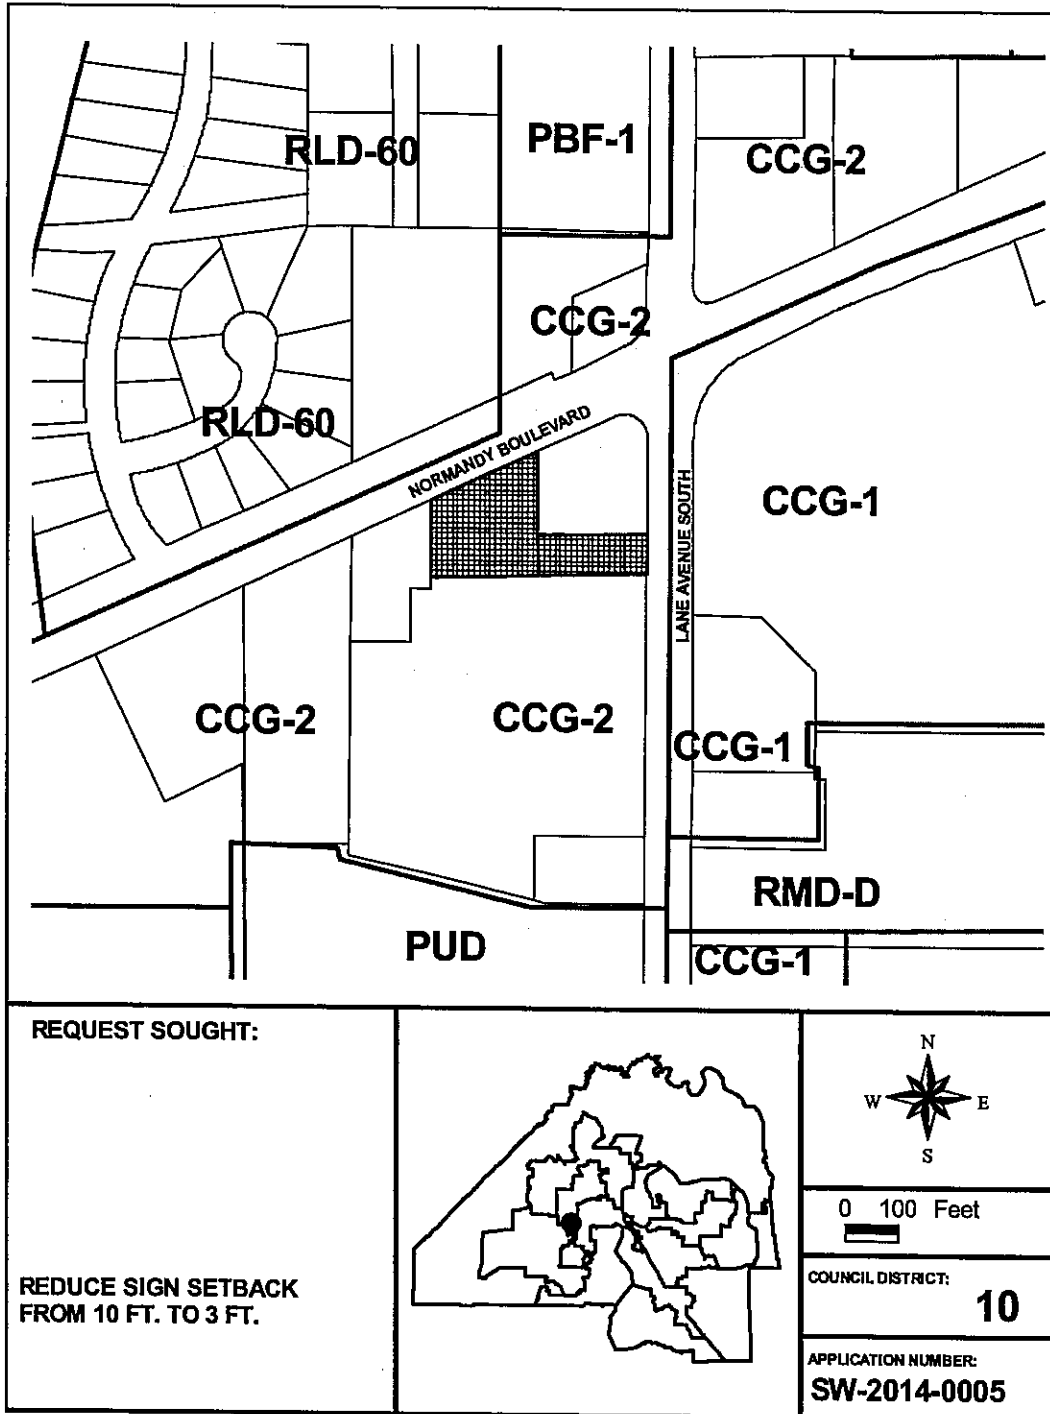 RLD-60
PBF-1
CCG-2
CCG-2
RLD-60
NORMANDY BOULEVARD
LANE AVENUE SOUTH
CCG-1
CCG-2
CCG-2
CCG-1
RMD-D
PUD
CCG-1
REQUEST SOUGHT:
REDUCE SIGN SETBACK
FROM 10 FT. TO 3 FT.
N
W
E
S
0 100 Feet
COUNCIL DISTRICT:
10
APPLICATION NUMBER:
SW-2014-0005